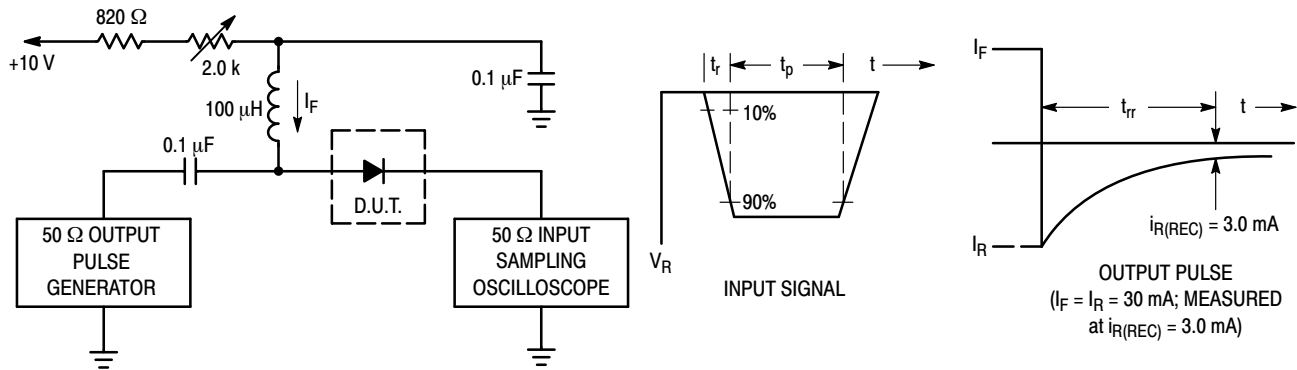 820 Ω
+10 V
2.0 k
100 μH
I_F
0.1 μF
0.1 μF
D.U.T.
50 Ω OUTPUT
PULSE
GENERATOR
50 Ω INPUT
SAMPLING
OSCILLOSCOPE
t_r
t_p
t
10%
90%
V_R
INPUT SIGNAL
I_F
t_rr
t
I_R
i_R(REC) = 3.0 mA
OUTPUT PULSE
(I_F = I_R = 30 mA; MEASURED
at i_R(REC) = 3.0 mA)